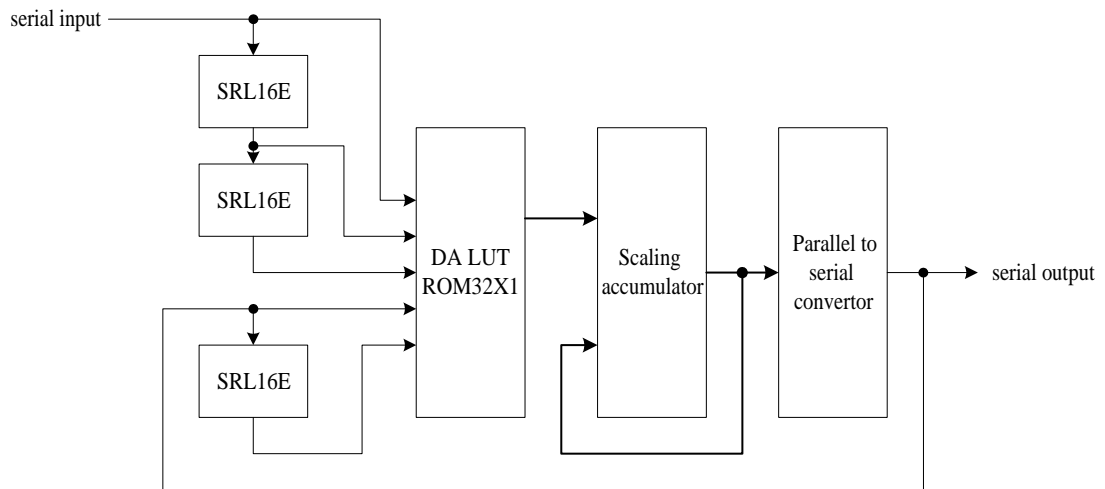 serial input
SRL16E
SRL16E
DA LUT
ROM32X1
Scaling
accumulator
Parallel to
serial
convertor
serial output
SRL16E